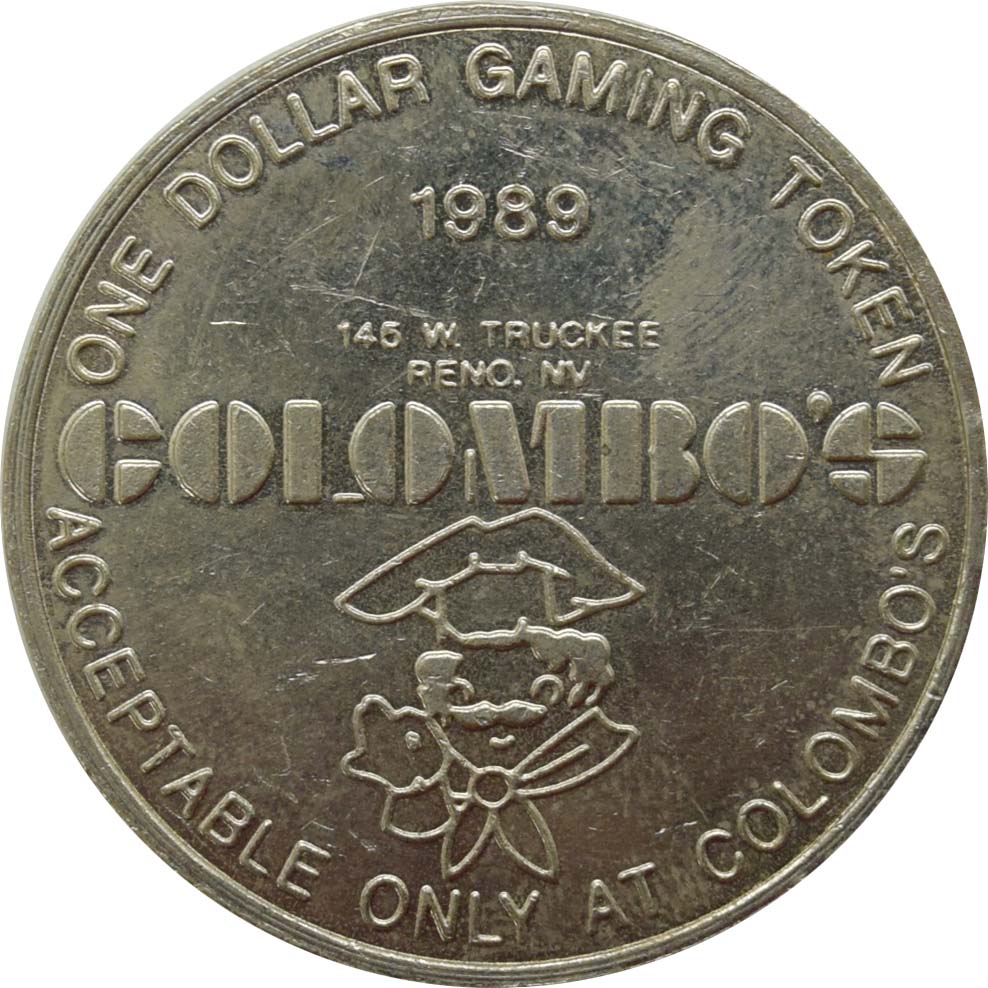 ONE DOLLAR GAMING TOKEN
1989
145 W. TRUCKEE
RENO. NV
COLOMBO'S
ACCEPTABLE ONLY AT COLOMBO'S